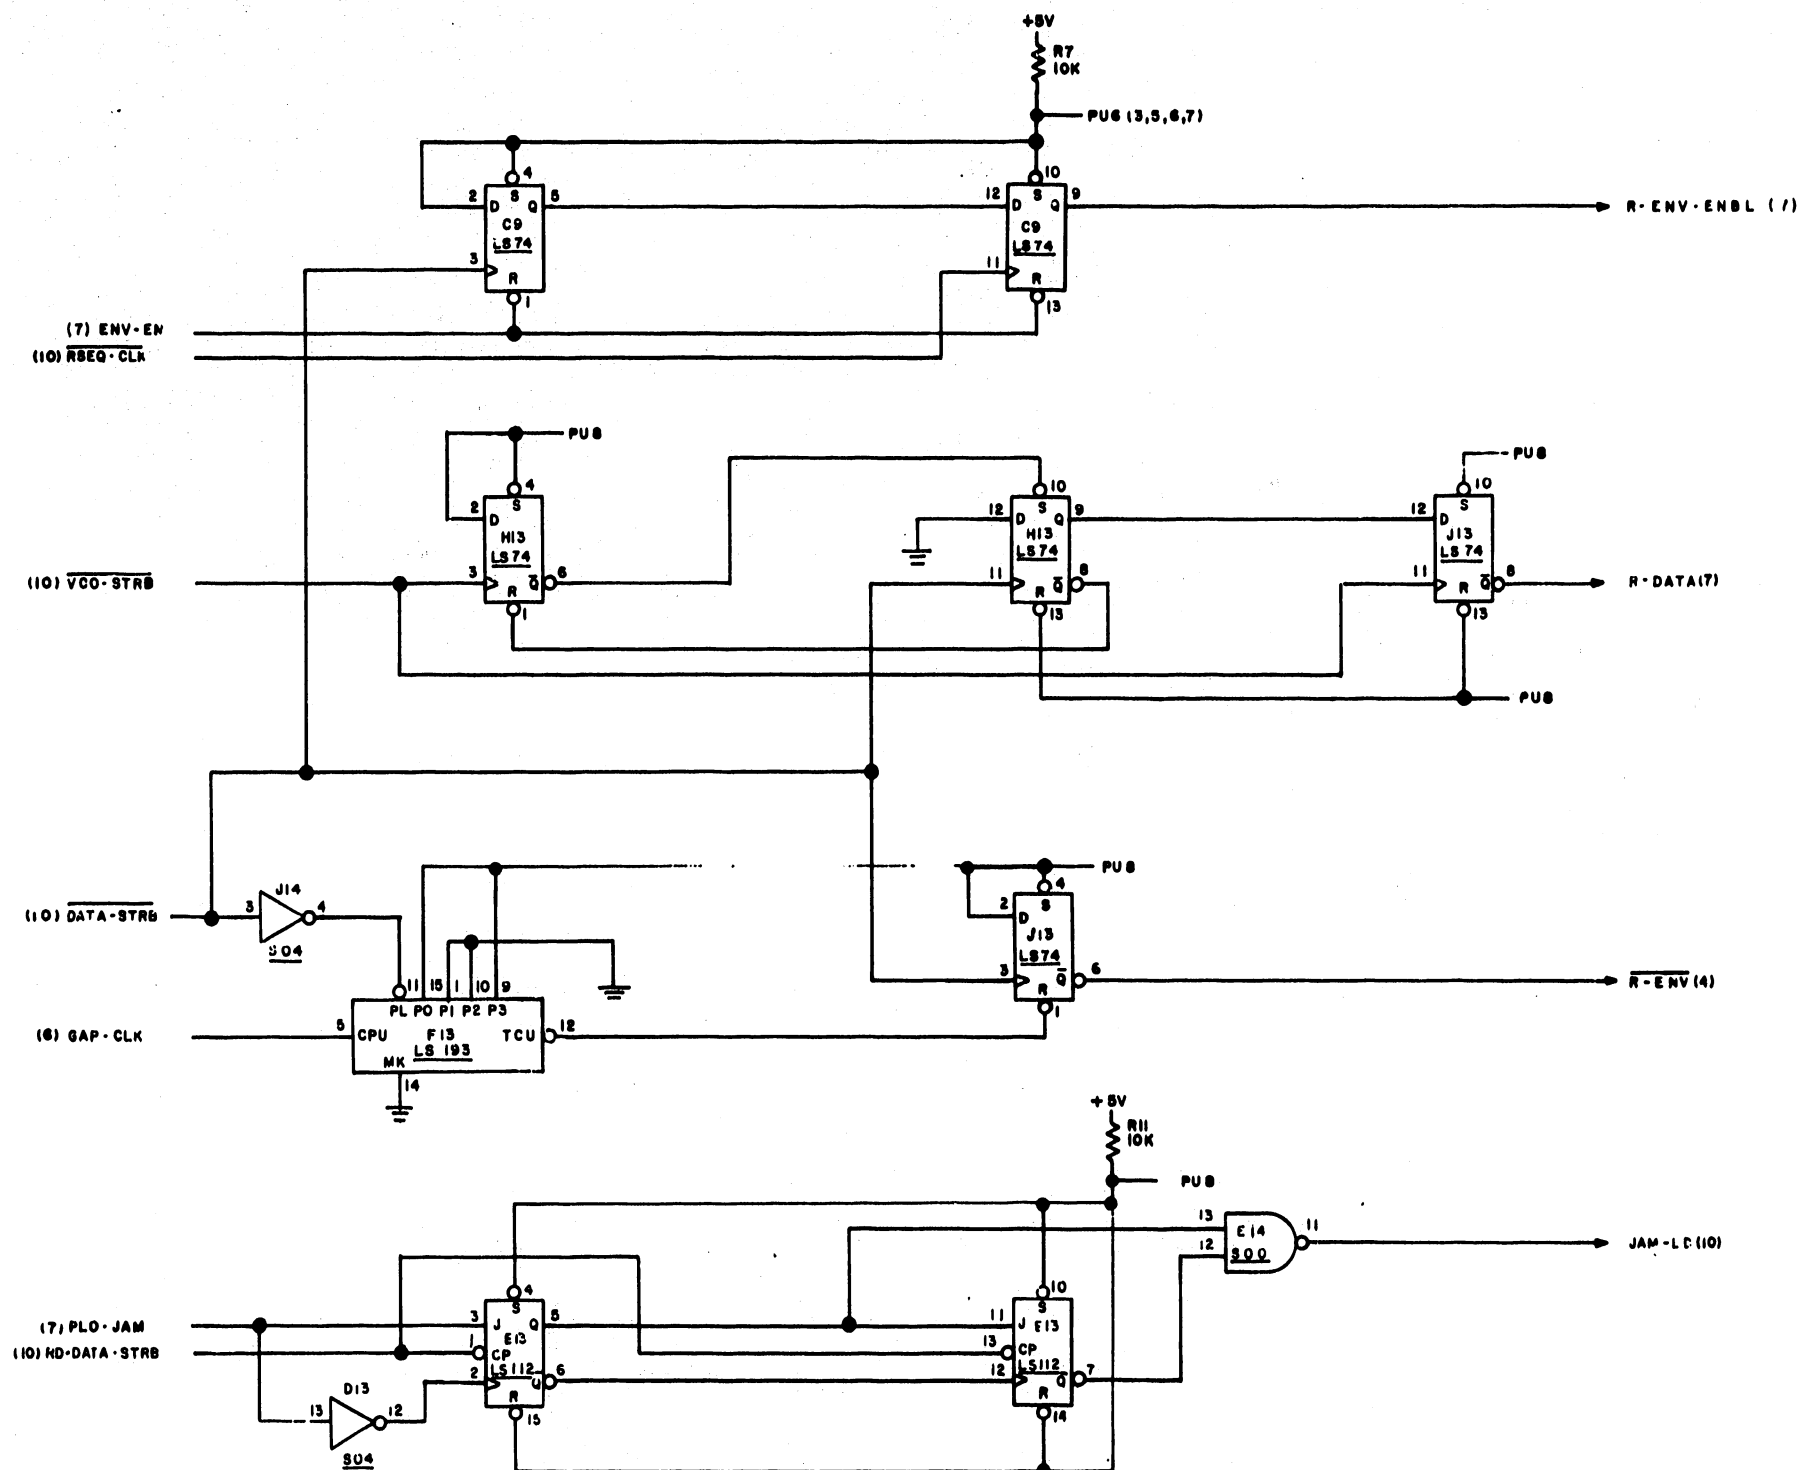 +5V
R7
10K
PU6 (3,5,6,7)
4
10
2 D S Q 5
12 D S Q 9
R-ENV-ENBL
C9
LS74
C9
LS74
3
R
11
R
1
13
(7) ENV-EN
(10) RSEQ-CLK
PU8
PU8
4
10
10
2 D S
12 D S Q 9
12 D S
H13
LS74
H13
LS74
J13
LS74
(10) VCO-STRB
3
R Q 6
11
R Q 8
11
R Q 8
R-DATA(7)
1
13
13
PU8
PU8
J14
4
(10) DATA-STRB
3
4
2 D S
S04
J13
LS74
3
Q 6
R-ENV(4)
R
11 15 1 10 9
1
PL P0 P1 P2 P3
(6) GAP-CLK
5 CPU
F13
TCU 12
LS193
14
+5V
R11
10K
PU8
13
E14
11
12
S00
JAM-LD(10)
4
10
S
S
(7) PLO-JAM
3 J Q 5
11 J
E13
E13
(10) RD-DATA-STRB
1 CP
13 CP
LS112
LS112
2
Q 6
12
Q 7
D13
R
R
13
12
15
14
S04